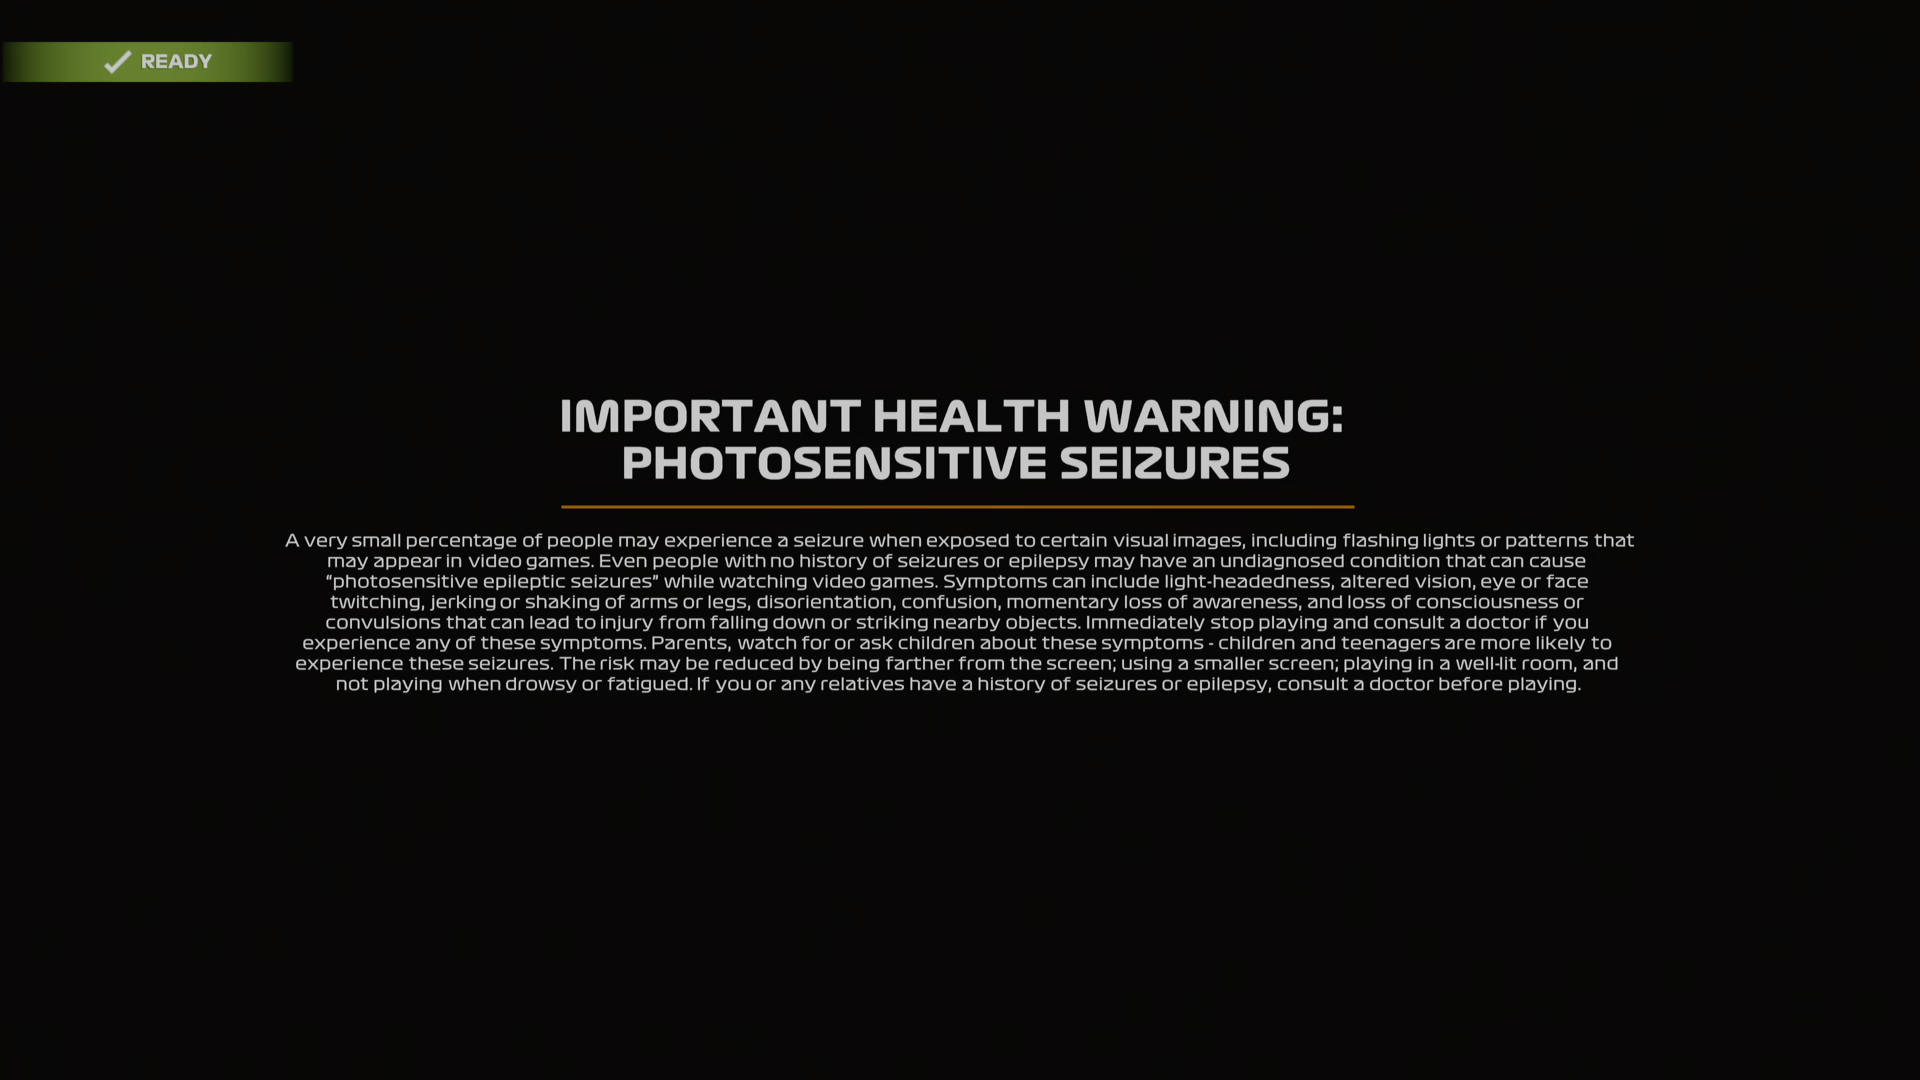 READY
IMPORTANT HEALTH WARNING:
PHOTOSENSITIVE SEIZURES
A very small percentage of people may experience a seizure when exposed to certain visual images, including flashing lights or patterns that
may appear in video games. Even people with no history of seizures or epilepsy may have an undiagnosed condition that can cause
“photosensitive epileptic seizures” while watching video games. Symptoms can include light-headedness, altered vision, eye or face
twitching, jerking or shaking of arms or legs, disorientation, confusion, momentary loss of awareness, and loss of consciousness or
convulsions that can lead to injury from falling down or striking nearby objects. Immediately stop playing and consult a doctor if you
experience any of these symptoms. Parents, watch for or ask children about these symptoms - children and teenagers are more likely to
experience these seizures. The risk may be reduced by being farther from the screen; using a smaller screen; playing in a well-lit room, and
not playing when drowsy or fatigued. If you or any relatives have a history of seizures or epilepsy, consult a doctor before playing.